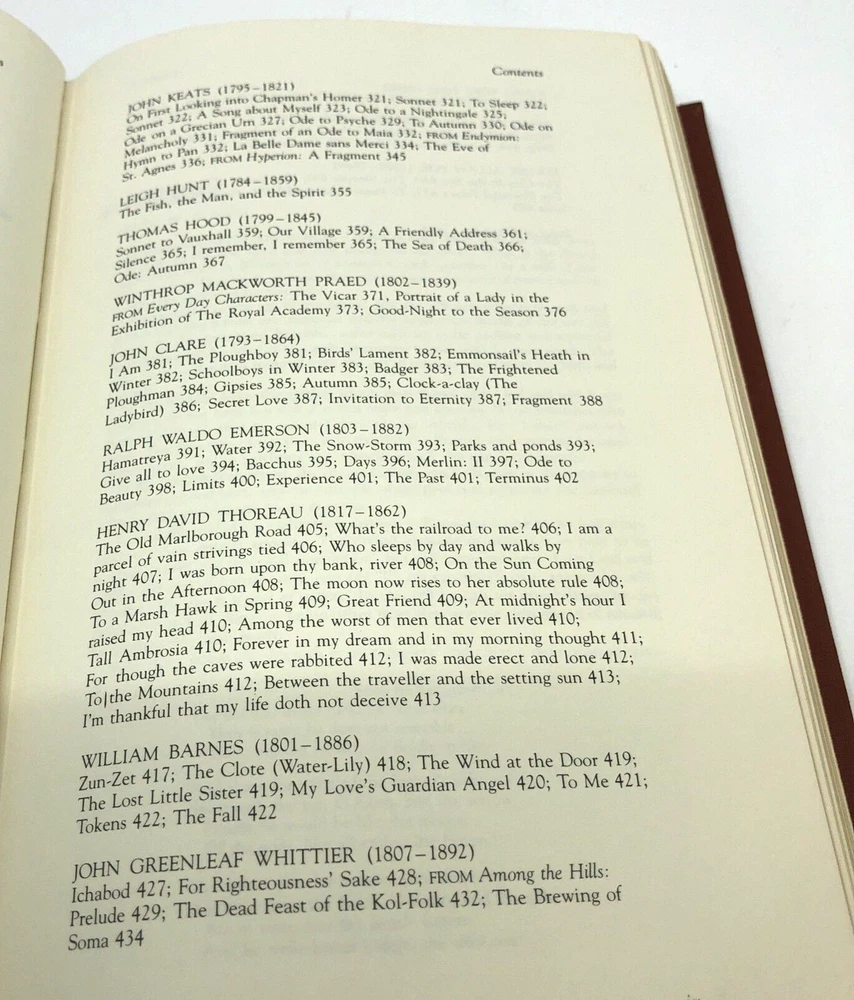 Contents
JOHN KEATS (1795–1821)
On First Looking into Chapman's Homer 321; Sonnet 321; To Sleep 322;
Sonnet 322; A Song about Myself 323; Ode to a Nightingale 325;
Ode on a Grecian Urn 327; Ode to Psyche 329; To Autumn 330; Ode on
Melancholy 331; Fragment of an Ode to Maia 332; FROM Endymion:
Hymn to Pan 332; La Belle Dame sans Merci 334; The Eve of
St. Agnes 336; FROM Hyperion: A Fragment 345
LEIGH HUNT (1784–1859)
The Fish, the Man, and the Spirit 355
THOMAS HOOD (1799–1845)
Sonnet to Vauxhall 359; Our Village 359; A Friendly Address 361;
Silence 365; I remember, I remember 365; The Sea of Death 366;
Ode: Autumn 367
WINTHROP MACKWORTH PRAED (1802–1839)
FROM Every Day Characters: The Vicar 371, Portrait of a Lady in the
Exhibition of The Royal Academy 373; Good-Night to the Season 376
JOHN CLARE (1793–1864)
I Am 381; The Ploughboy 381; Birds' Lament 382; Emmonsail's Heath in
Winter 382; Schoolboys in Winter 383; Badger 383; The Frightened
Ploughman 384; Gipsies 385; Autumn 385; Clock-a-clay (The
Ladybird) 386; Secret Love 387; Invitation to Eternity 387; Fragment 388
RALPH WALDO EMERSON (1803–1882)
Hamatreya 391; Water 392; The Snow-Storm 393; Parks and ponds 393;
Give all to love 394; Bacchus 395; Days 396; Merlin: II 397; Ode to
Beauty 398; Limits 400; Experience 401; The Past 401; Terminus 402
HENRY DAVID THOREAU (1817–1862)
The Old Marlborough Road 405; What's the railroad to me? 406; I am a
parcel of vain strivings tied 406; Who sleeps by day and walks by
night 407; I was born upon thy bank, river 408; On the Sun Coming
Out in the Afternoon 408; The moon now rises to her absolute rule 408;
To a Marsh Hawk in Spring 409; Great Friend 409; At midnight's hour I
raised my head 410; Among the worst of men that ever lived 410;
Tall Ambrosia 410; Forever in my dream and in my morning thought 411;
For though the caves were rabbited 412; I was made erect and lone 412;
To|the Mountains 412; Between the traveller and the setting sun 413;
I'm thankful that my life doth not deceive 413
WILLIAM BARNES (1801–1886)
Zun-Zet 417; The Clote (Water-Lily) 418; The Wind at the Door 419;
The Lost Little Sister 419; My Love's Guardian Angel 420; To Me 421;
Tokens 422; The Fall 422
JOHN GREENLEAF WHITTIER (1807–1892)
Ichabod 427; For Righteousness' Sake 428; FROM Among the Hills:
Prelude 429; The Dead Feast of the Kol-Folk 432; The Brewing of
Soma 434